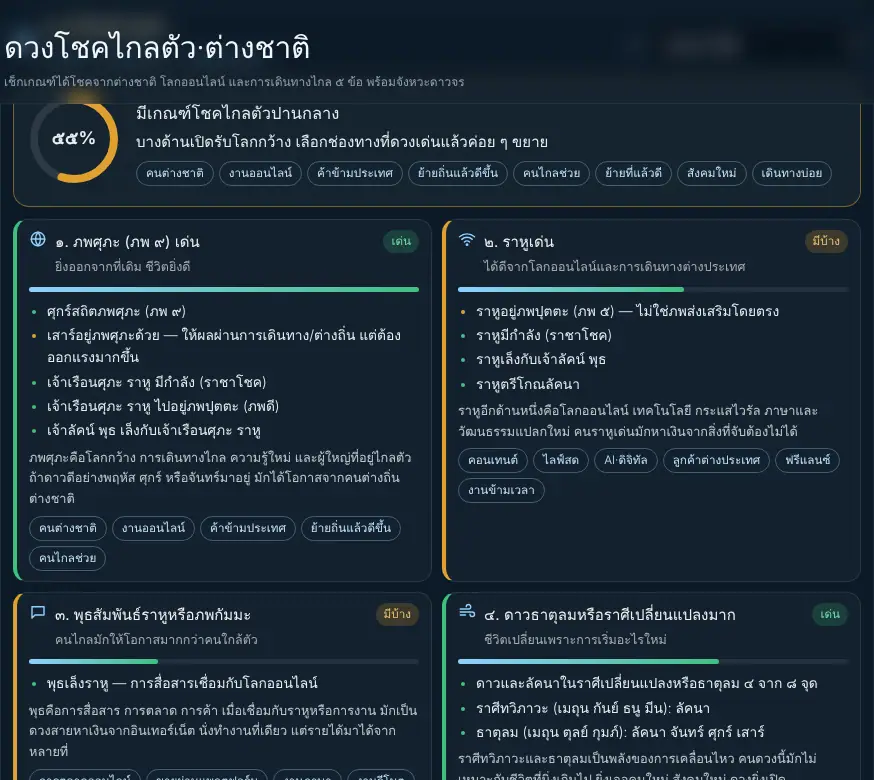 ดวงโชคไกลตัว·ต่างชาติ
เช็กเกณฑ์ได้โชคจากต่างชาติ โลกออนไลน์ และการเดินทางไกล ๕ ข้อ พร้อมจังหวะดาวจร
๕๕%
มีเกณฑ์โชคไกลตัวปานกลาง
บางด้านเปิดรับโลกกว้าง เลือกช่องทางที่ดวงเด่นแล้วค่อย ๆ ขยาย
คนต่างชาติ งานออนไลน์ ค้าข้ามประเทศ ย้ายถิ่นแล้วดีขึ้น คนไกลช่วย ย้ายที่แล้วดี สังคมใหม่ เดินทางบ่อย
๑. ภพศุภะ (ภพ ๙) เด่น
เด่น
ยิ่งออกจากที่เดิม ชีวิตยิ่งดี
• ศุกร์สถิตภพศุภะ (ภพ ๙)
• เสาร์อยู่ภพศุภะด้วย — ให้ผลผ่านการเดินทาง/ต่างถิ่น แต่ต้อง
ออกแรงมากขึ้น
• เจ้าเรือนศุภะ ราหู มีกำลัง (ราชาโชค)
• เจ้าเรือนศุภะ ราหู ไปอยู่ภพปุตตะ (ภพดี)
• เจ้าลัคน์ พุธ เล็งกับเจ้าเรือนศุภะ ราหู
ภพศุภะคือโลกกว้าง การเดินทางไกล ความรู้ใหม่ และผู้ใหญ่ที่อยู่ไกลตัว
ถ้าดาวดีอย่างพฤหัส ศุกร์ หรือจันทร์มาอยู่ มักได้โอกาสจากคนต่างถิ่น
ต่างชาติ
คนต่างชาติ งานออนไลน์ ค้าข้ามประเทศ ย้ายถิ่นแล้วดีขึ้น
คนไกลช่วย
๒. ราหูเด่น
มีบ้าง
ได้ดีจากโลกออนไลน์และการเดินทางต่างประเทศ
• ราหูอยู่ภพปุตตะ (ภพ ๕) — ไม่ใช่ภพส่งเสริมโดยตรง
• ราหูมีกำลัง (ราชาโชค)
• ราหูเล็งกับเจ้าลัคน์ พุธ
• ราหูตรีโกณลัคนา
ราหูอีกด้านหนึ่งคือโลกออนไลน์ เทคโนโลยี กระแสไวรัล ภาษาและ
วัฒนธรรมแปลกใหม่ คนราหูเด่นมักหาเงินจากสิ่งที่จับต้องไม่ได้
คอนเทนต์ ไลฟ์สด AI·ดิจิทัล ลูกค้าต่างประเทศ ฟรีแลนซ์
งานข้ามเวลา
๓. พุธสัมพันธ์ราหูหรือภพกัมมะ
มีบ้าง
คนไกลมักให้โอกาสมากกว่าคนใกล้ตัว
• พุธเล็งราหู — การสื่อสารเชื่อมกับโลกออนไลน์
พุธคือการสื่อสาร การตลาด การค้า เมื่อเชื่อมกับราหูหรือการงาน มักเป็น
ดวงสายหาเงินจากอินเทอร์เน็ต นั่งทำงานที่เดียว แต่รายได้มาได้จาก
หลายที่
๔. ดาวธาตุลมหรือราศีเปลี่ยนแปลงมาก
เด่น
ชีวิตเปลี่ยนเพราะการเริ่มอะไรใหม่
• ดาวและลัคนาในราศีเปลี่ยนแปลงหรือธาตุลม ๔ จาก ๘ จุด
• ราศีทวิภาวะ (เมถุน กันย์ ธนู มีน): ลัคนา
• ธาตุลม (เมถุน ตุลย์ กุมภ์): ลัคนา จันทร์ ศุกร์ เสาร์
ราศีทวิภาวะและธาตุลมเป็นพลังของการเคลื่อนไหว คนดวงนี้มักไม่